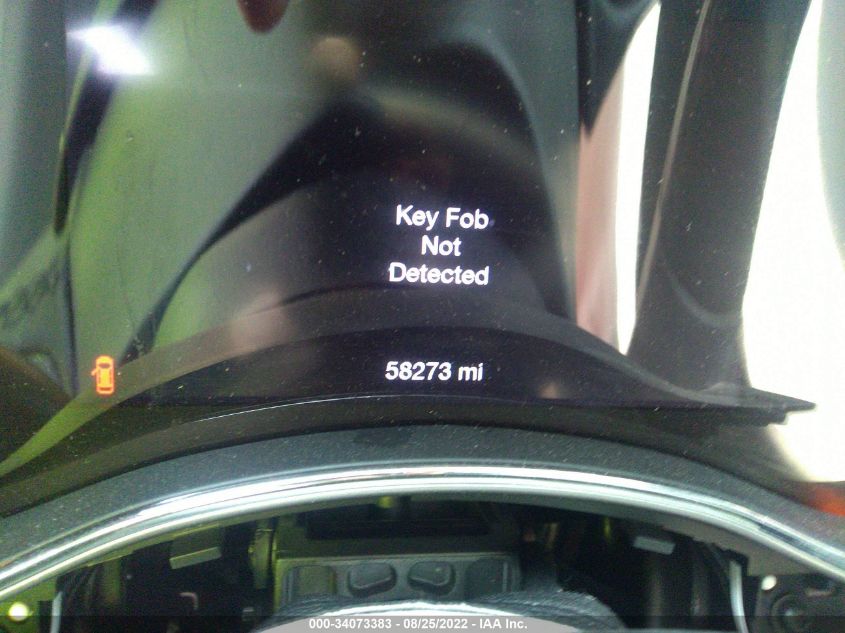 Key Fob
Not
Detected
58273 mi
000-34073383 - 08/25/2022 - IAA Inc.